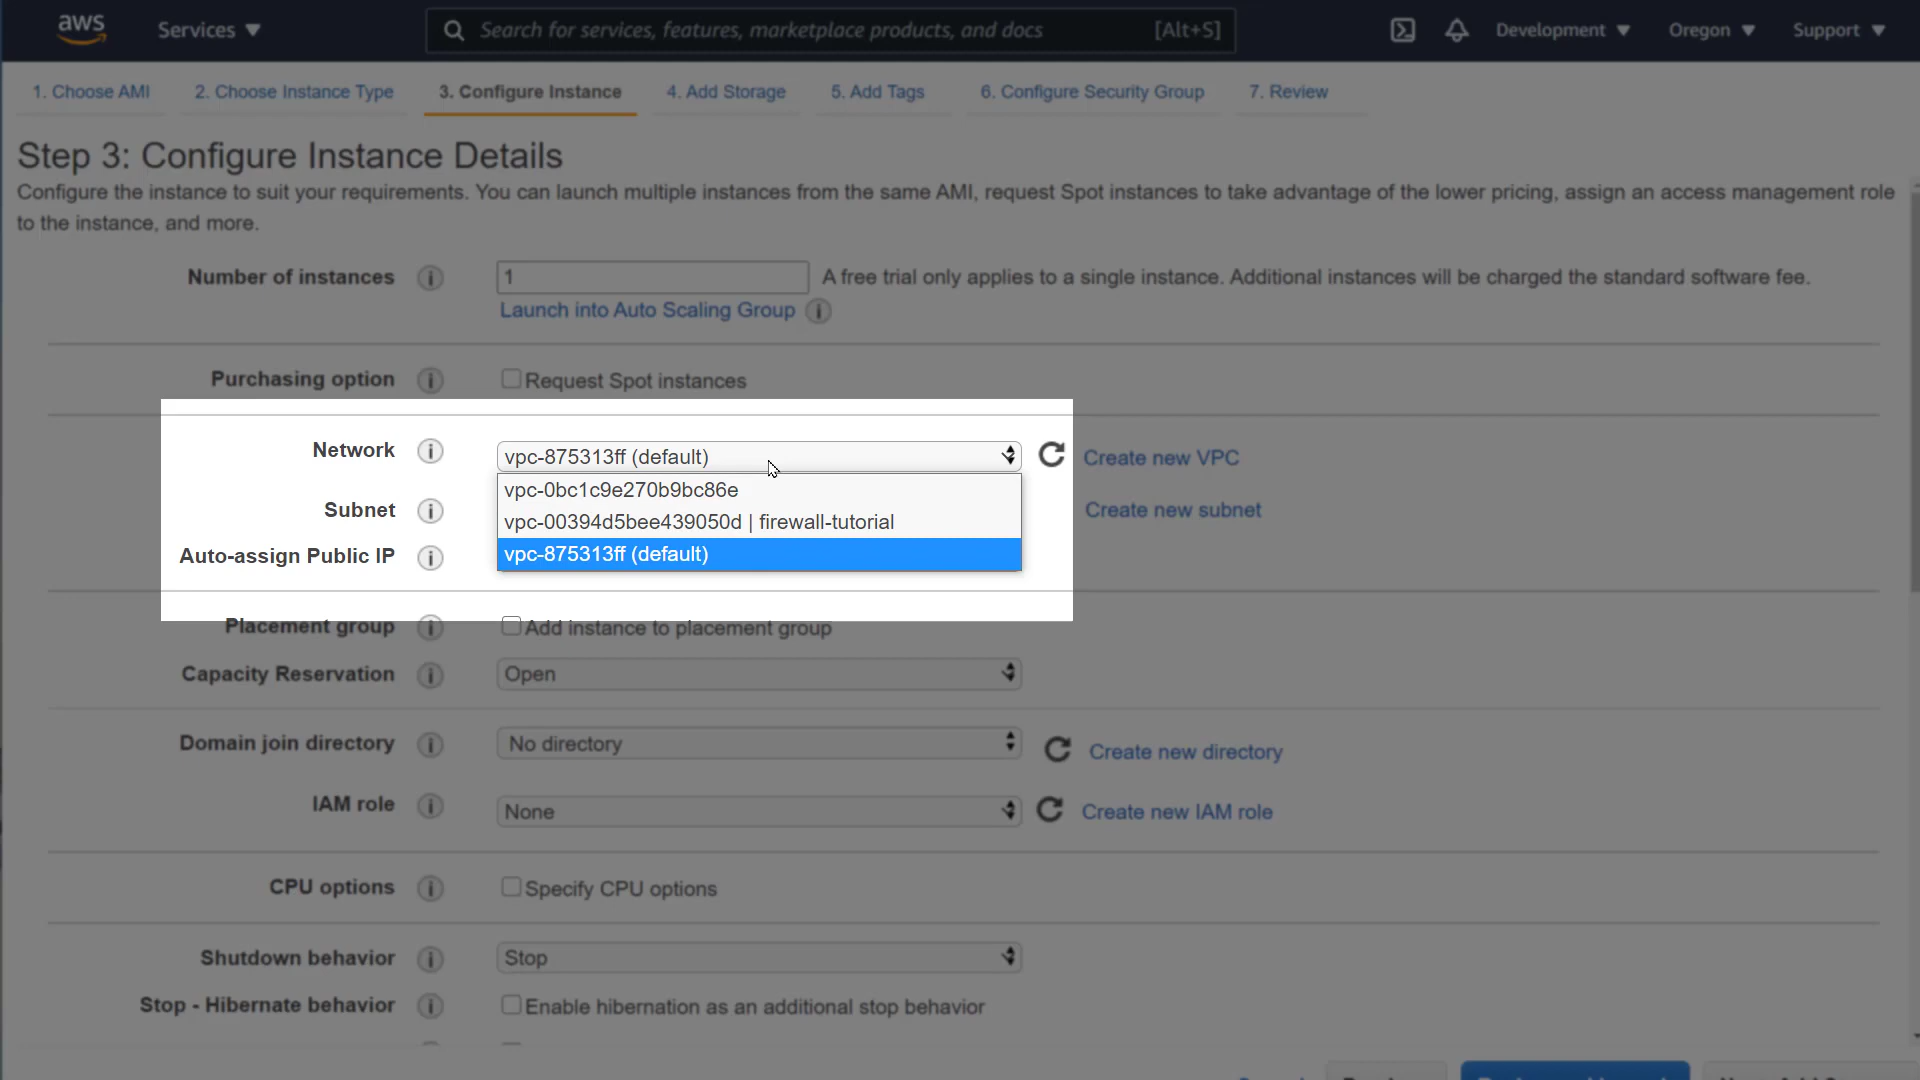 aws
Services
Search for services, features, marketplace products, and docs
[Alt+S]
Development
Oregon
Support
1. Choose AMI
2. Choose Instance Type
3. Configure Instance
4. Add Storage
5. Add Tags
6. Configure Security Group
7. Review
Step 3: Configure Instance Details
Configure the instance to suit your requirements. You can launch multiple instances from the same AMI, request Spot instances to take advantage of the lower pricing, assign an access management role
to the instance, and more.
Number of instances
1
A free trial only applies to a single instance. Additional instances will be charged the standard software fee.
Launch into Auto Scaling Group
Purchasing option
Request Spot instances
Network
vpc-875313ff (default)
Create new VPC
vpc-0bc1c9e270b9bc86e
Subnet
vpc-00394d5bee439050d | firewall-tutorial
Create new subnet
Auto-assign Public IP
vpc-875313ff (default)
Placement group
Add instance to placement group
Capacity Reservation
Open
Domain join directory
No directory
Create new directory
IAM role
None
Create new IAM role
CPU options
Specify CPU options
Shutdown behavior
Stop
Stop - Hibernate behavior
Enable hibernation as an additional stop behavior